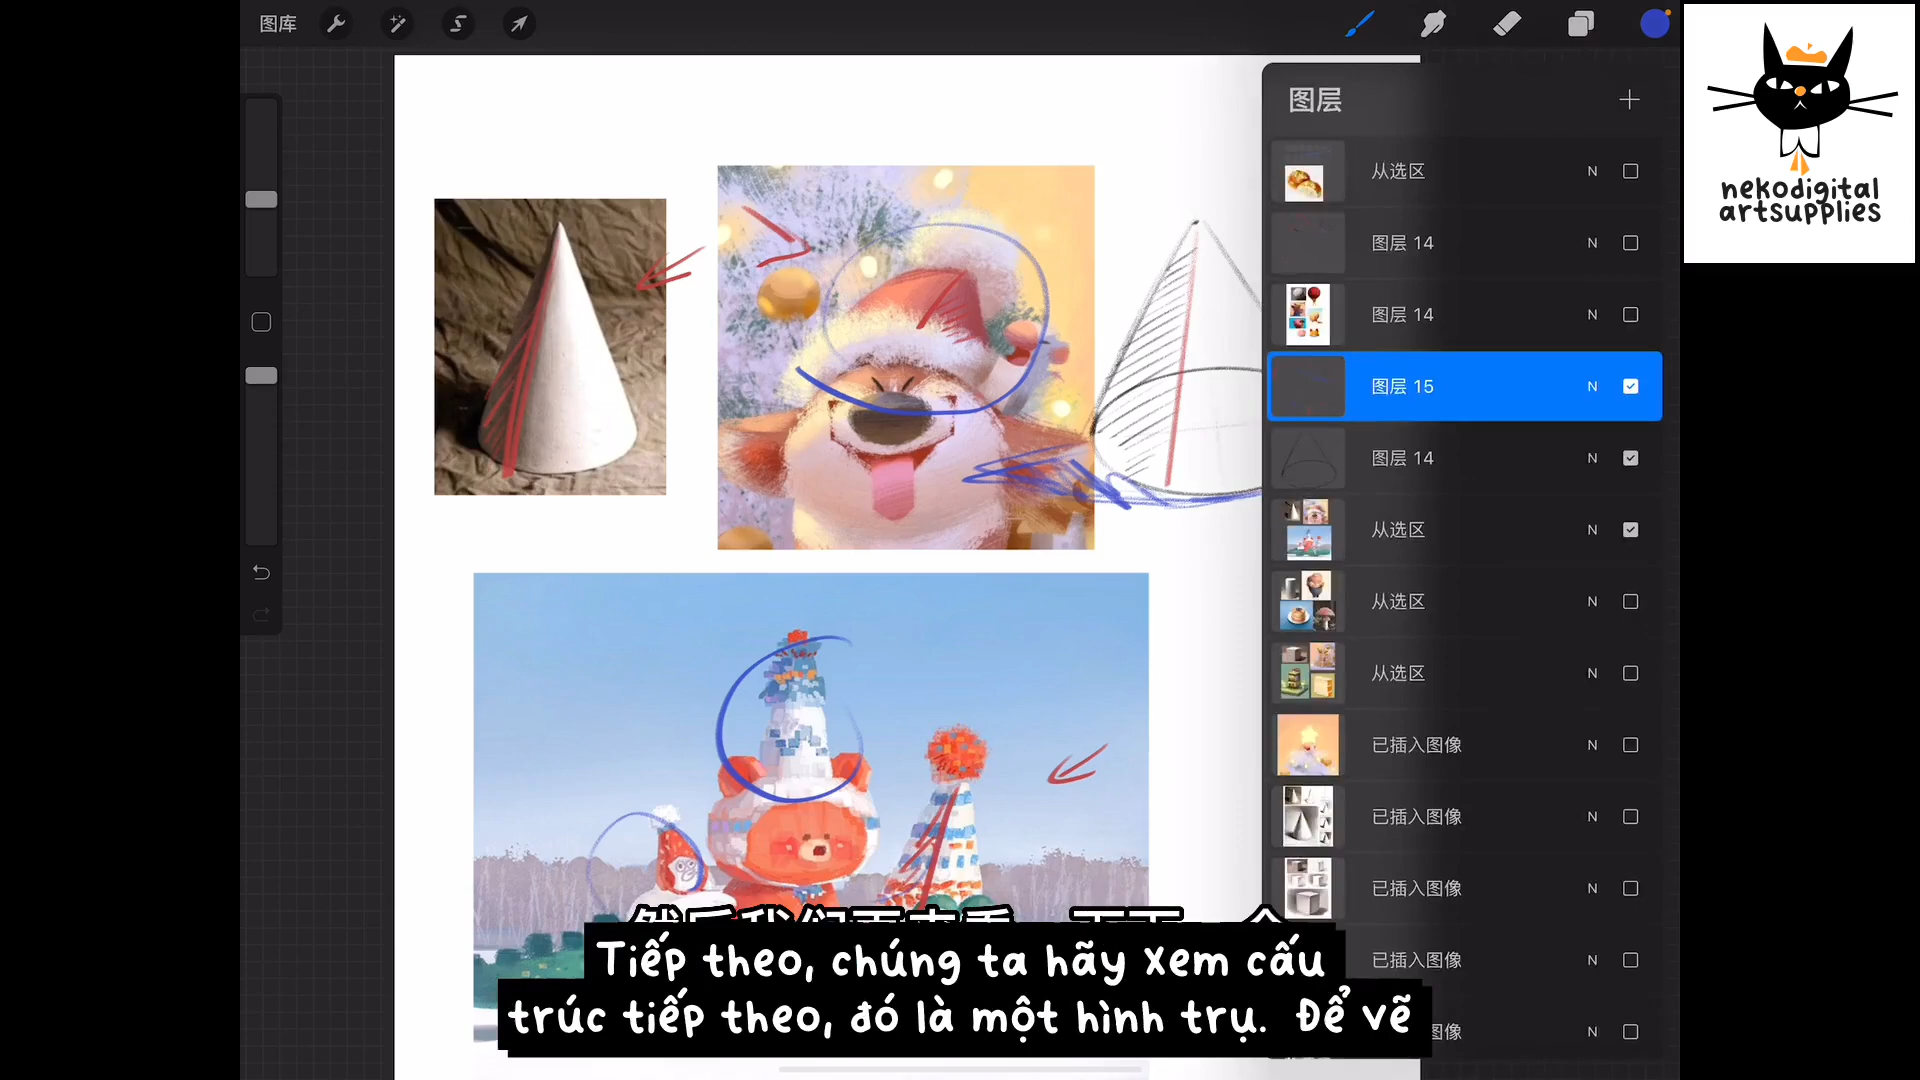 图库
图层
从选区 N
图层 14 N
图层 14 N
图层 15 N
图层 14 N
从选区 N
从选区 N
从选区 N
已插入图像 N
已插入图像 N
已插入图像 N
已插入图像 N
图像 N
nekodigital
artsupplies
Tiếp theo, chúng ta hãy xem cấu
trúc tiếp theo, đó là một hình trụ. Để vẽ